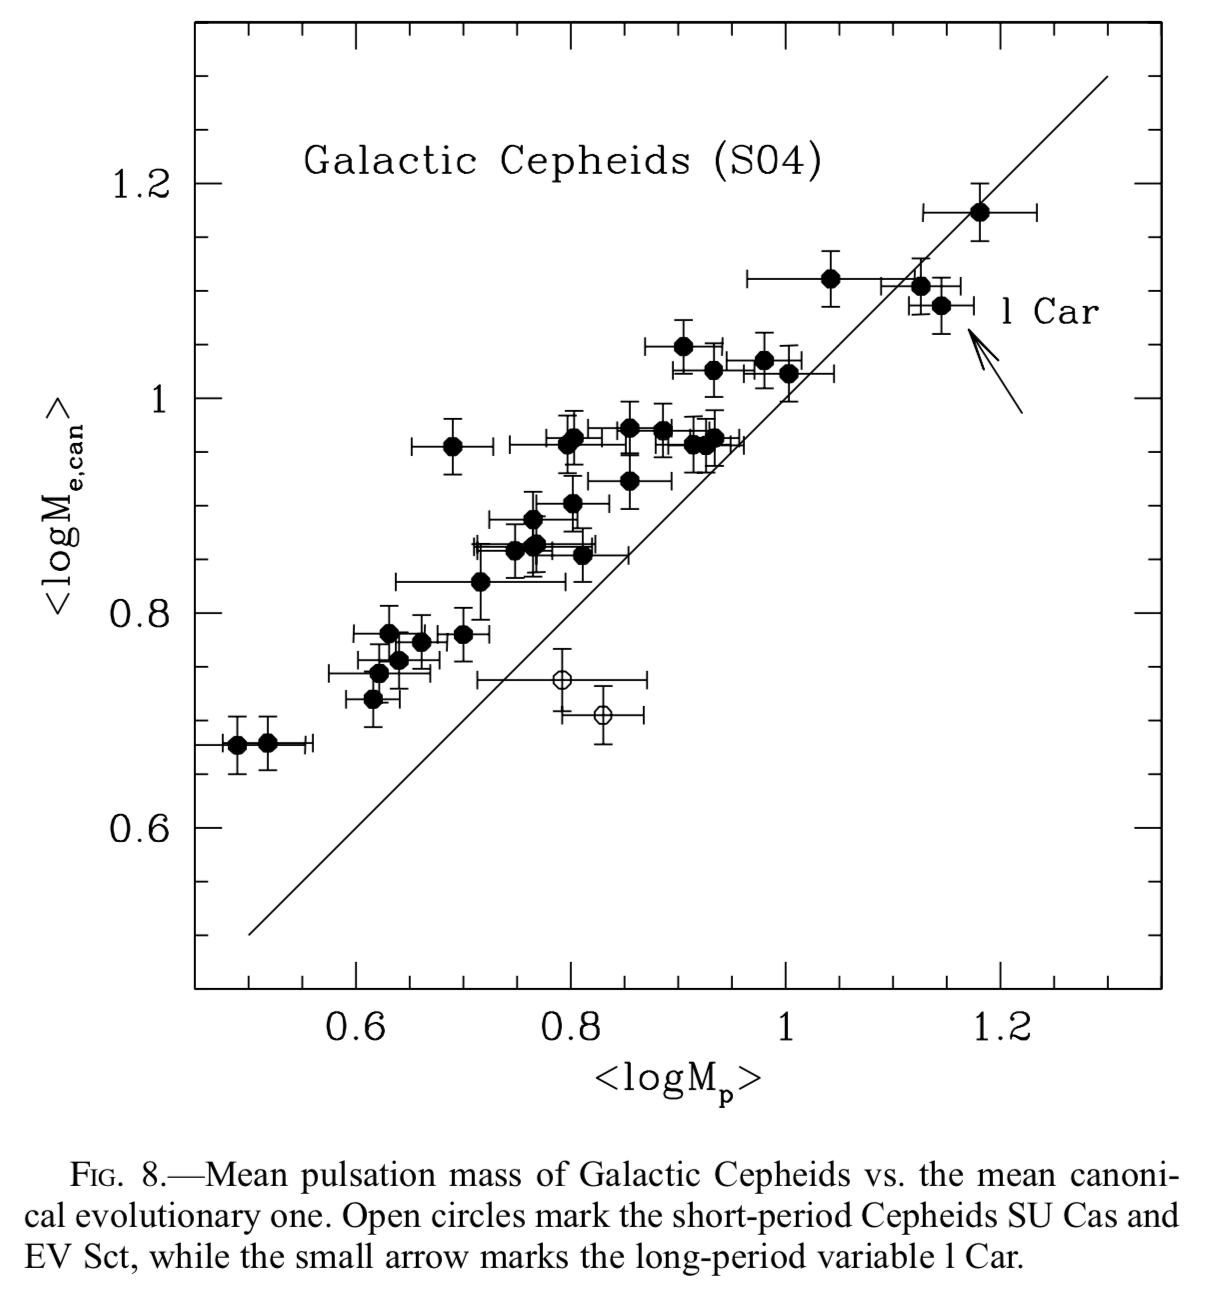 Galactic Cepheids (S04)
1.2
1
0.8
0.6
<logM_e,can>
l Car
0.6 0.8 1 1.2
<logM_p>
FIG. 8.—Mean pulsation mass of Galactic Cepheids vs. the mean canoni-
cal evolutionary one. Open circles mark the short-period Cepheids SU Cas and
EV Sct, while the small arrow marks the long-period variable l Car.